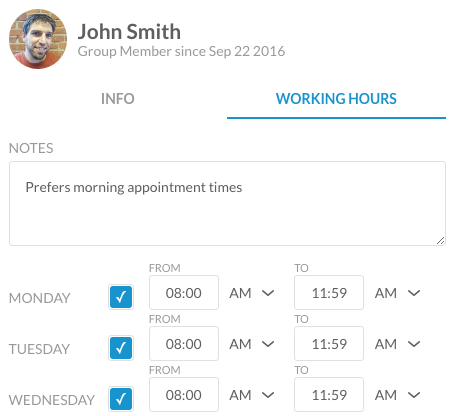 John Smith
Group Member since Sep 22 2016
INFO WORKING HOURS
NOTES
Prefers morning appointment times
FROM TO
MONDAY 08:00 AM 11:59 AM
FROM TO
TUESDAY 08:00 AM 11:59 AM
FROM TO
WEDNESDAY 08:00 AM 11:59 AM